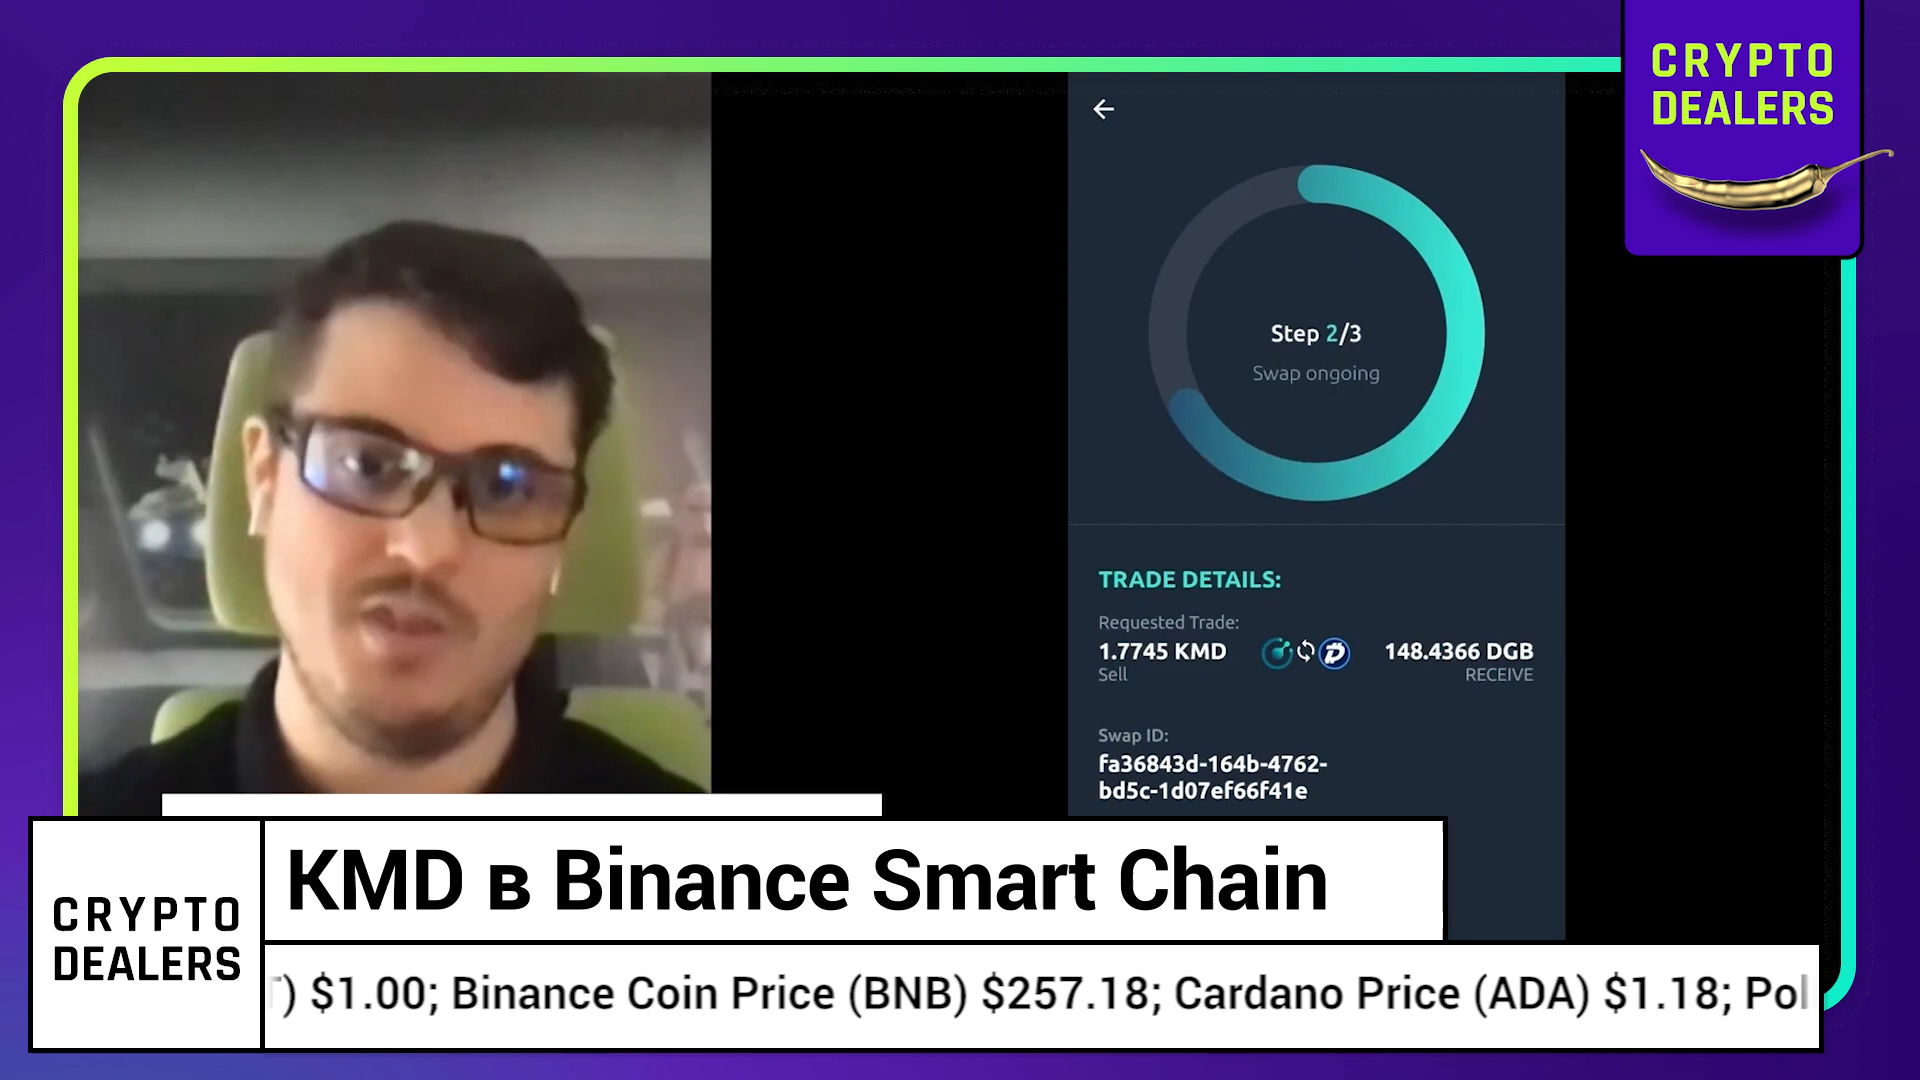 CRYPTO
DEALERS
Step 2/3
Swap ongoing
TRADE DETAILS:
Requested Trade:
1.7745 KMD 148.4366 DGB
Sell RECEIVE
Swap ID:
fa36843d-164b-4762-
bd5c-1d07ef66f41e
CRYPTO
DEALERS
KMD в Binance Smart Chain
) $1.00; Binance Coin Price (BNB) $257.18; Cardano Price (ADA) $1.18; Pol